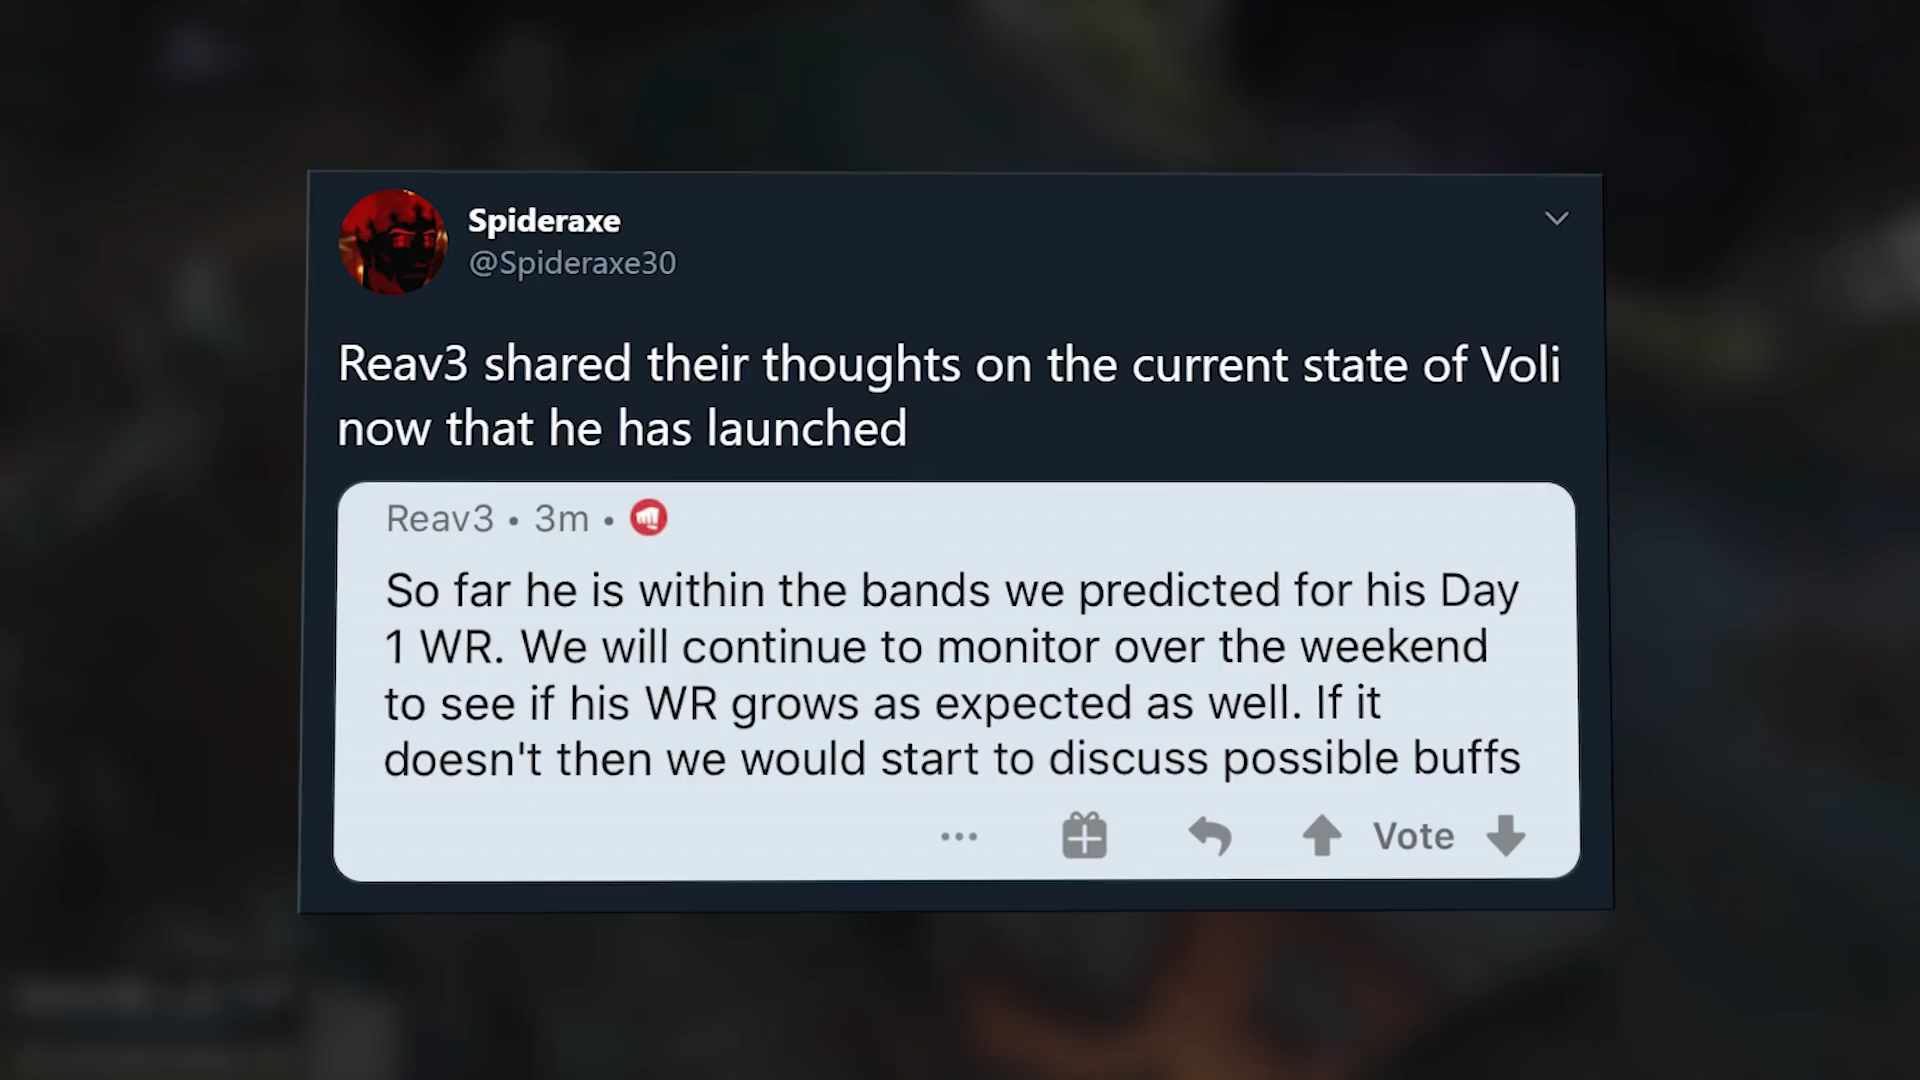 Spideraxe
@Spideraxe30
Reav3 shared their thoughts on the current state of Voli
now that he has launched
Reav3 • 3m •
So far he is within the bands we predicted for his Day
1 WR. We will continue to monitor over the weekend
to see if his WR grows as expected as well. If it
doesn't then we would start to discuss possible buffs
Vote